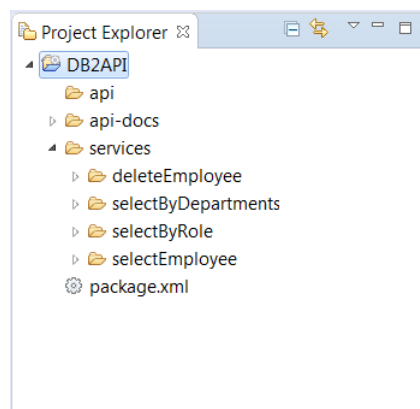 Project Explorer
DB2API
api
api-docs
services
deleteEmployee
selectByDepartments
selectByRole
selectEmployee
package.xml